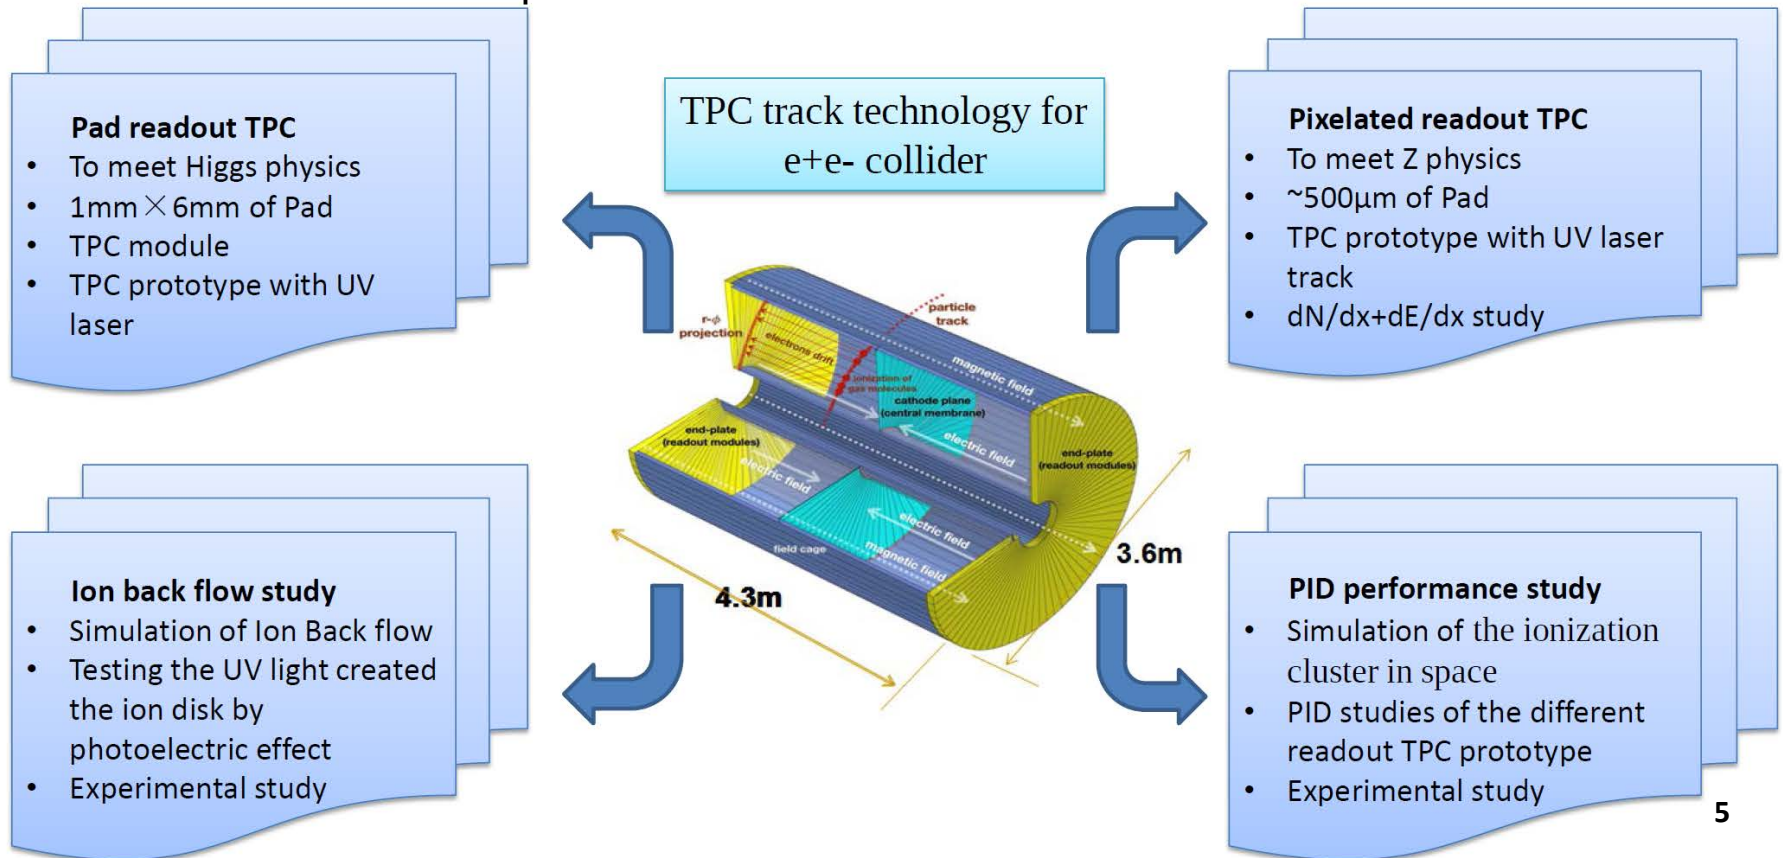 TPC track technology for
e+e- collider
Pad readout TPC
• To meet Higgs physics
• 1mm×6mm of Pad
• TPC module
• TPC prototype with UV
laser
Pixelated readout TPC
• To meet Z physics
• ~500μm of Pad
• TPC prototype with UV laser
track
• dN/dx+dE/dx study
r-φ
projection
electrons drift
particle
track
ionization of
gas molecules
magnetic field
cathode plane
(central membrane)
electric field
end-plate
(readout modules)
electric field
end-plate
(readout modules)
electric field
magnetic field
field cage
4.3m
3.6m
Ion back flow study
• Simulation of Ion Back flow
• Testing the UV light created
the ion disk by
photoelectric effect
• Experimental study
PID performance study
• Simulation of the ionization
cluster in space
• PID studies of the different
readout TPC prototype
• Experimental study
5